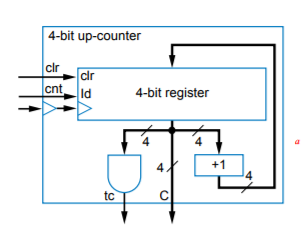 4-bit up-counter
clr
clr
cnt
ld
4-bit register
4
4
4
+1
4
tc
C
a